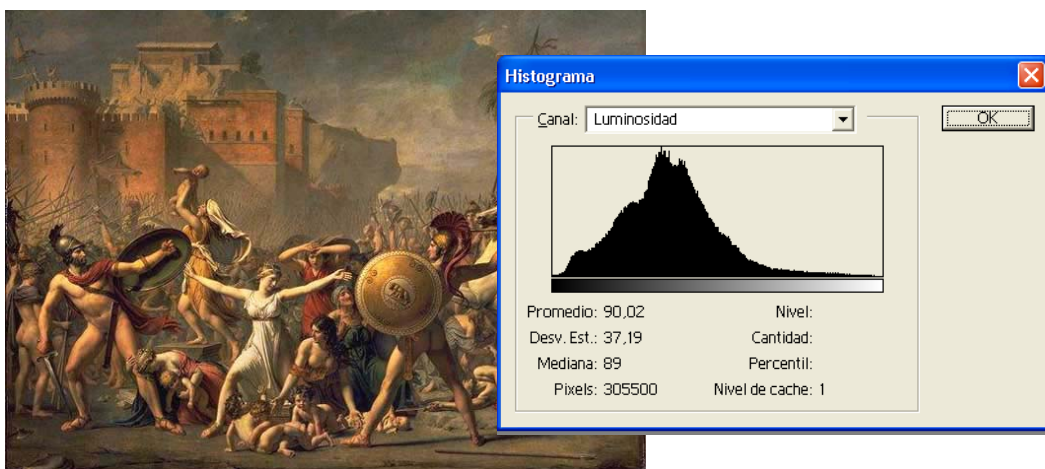 Histograma
Canal: Luminosidad
OK
Promedio: 90,02 Nivel:
Desv. Est.: 37,19 Cantidad:
Mediana: 89 Percentil:
Pixels: 305500 Nivel de cache: 1